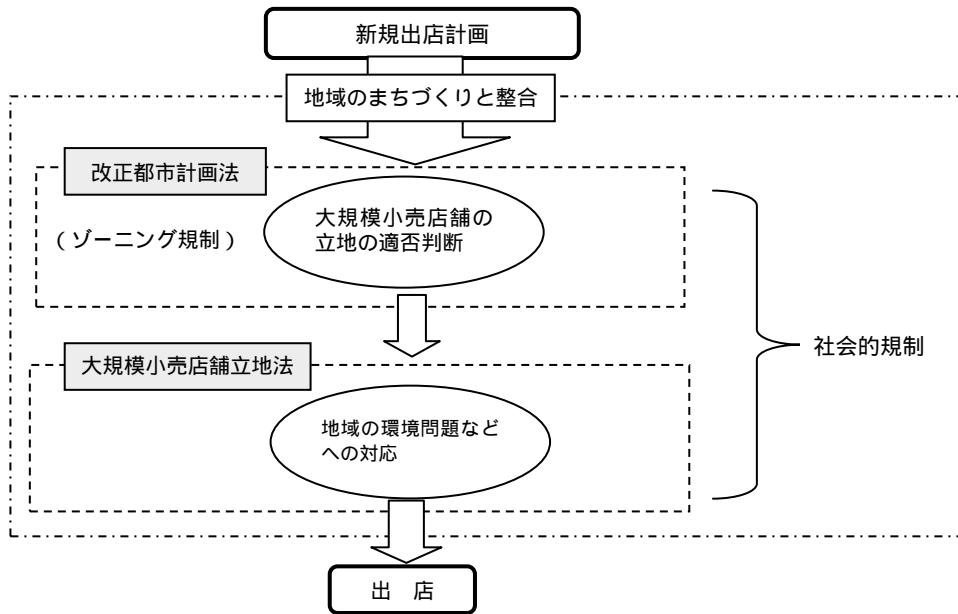 新規出店計画
地域のまちづくりと整合
改正都市計画法
(ゾーニング規制)
大規模小売店舗の
立地の適否判断
社会的規制
大規模小売店舗立地法
地域の環境問題など
への対応
出　店